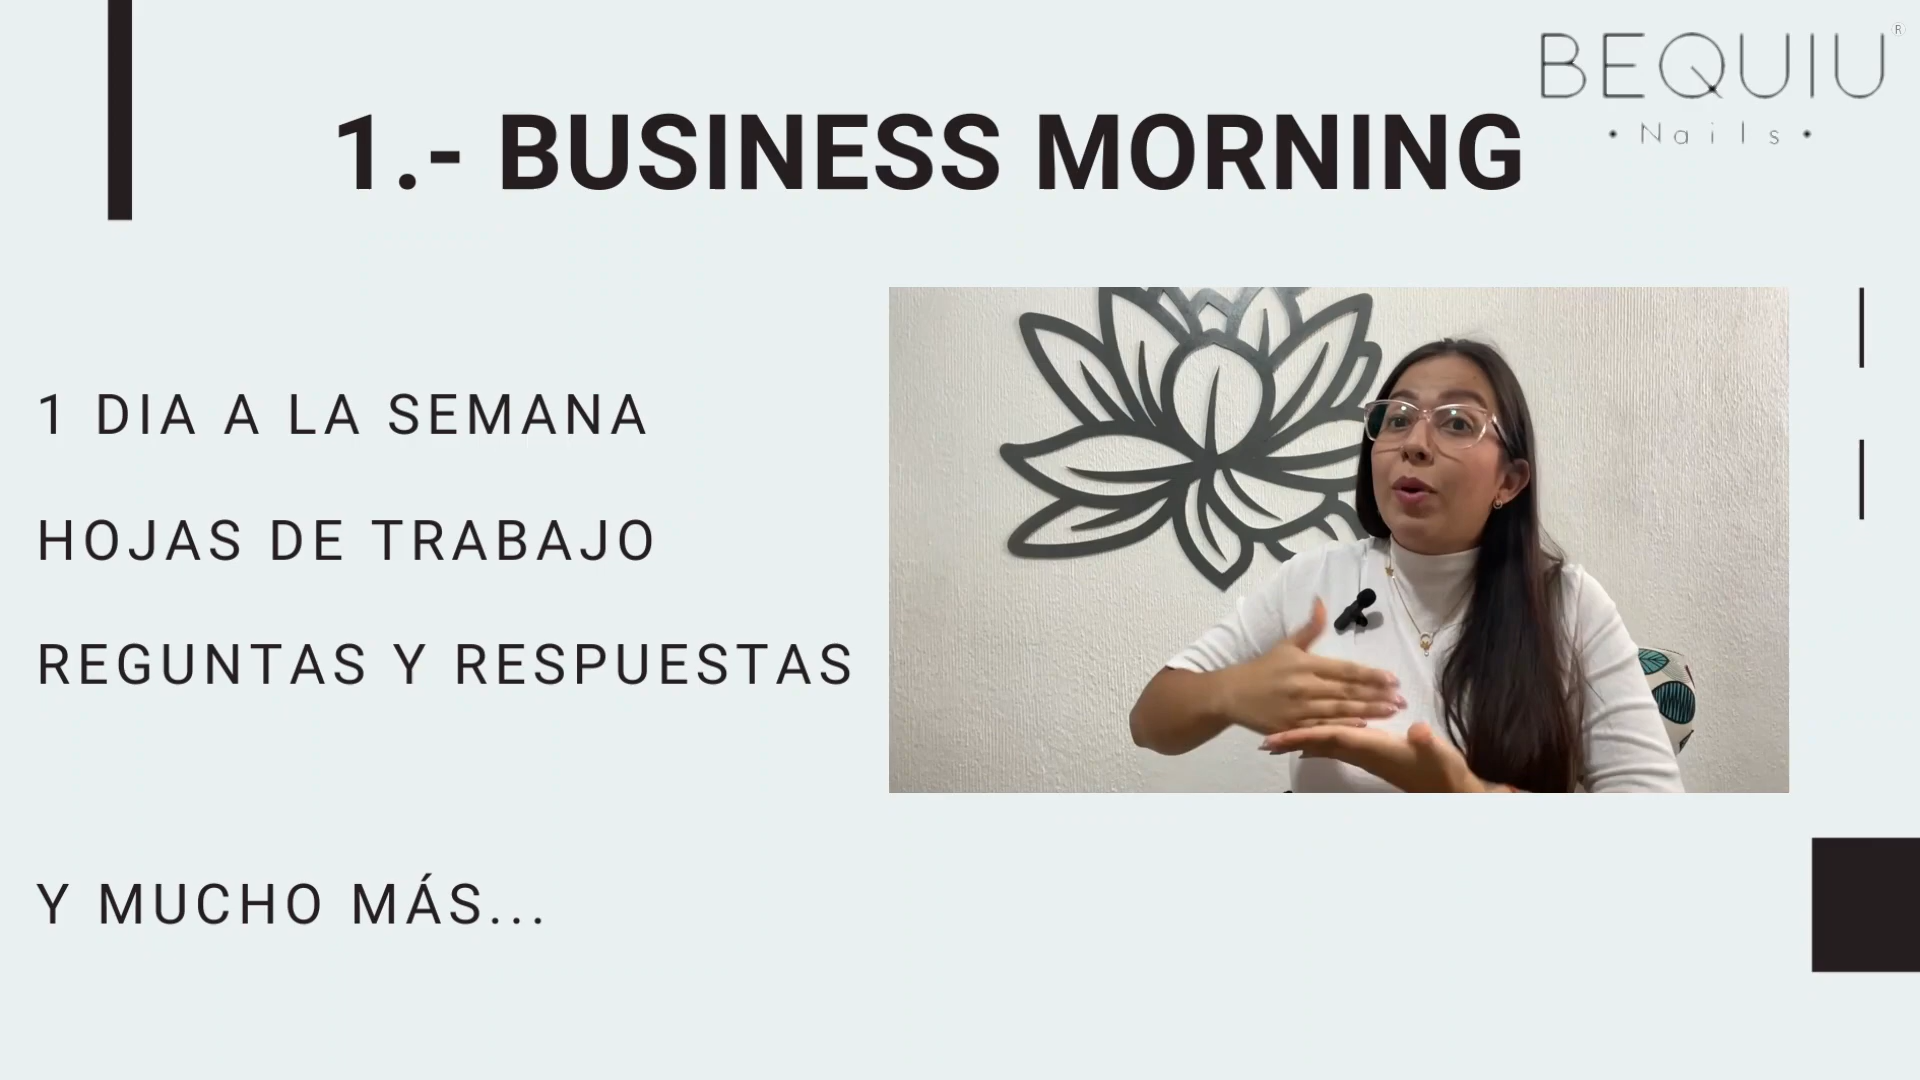 BEQUIU®
• Nails •
1.- BUSINESS MORNING
1 DIA A LA SEMANA
HOJAS DE TRABAJO
REGUNTAS Y RESPUESTAS
Y MUCHO MÁS...